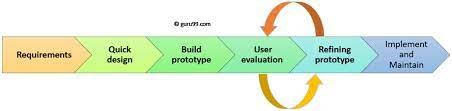 © guru99.com
Requirements
Quick
design
Build
prototype
User
evaluation
Refining
prototype
Implement
and
Maintain